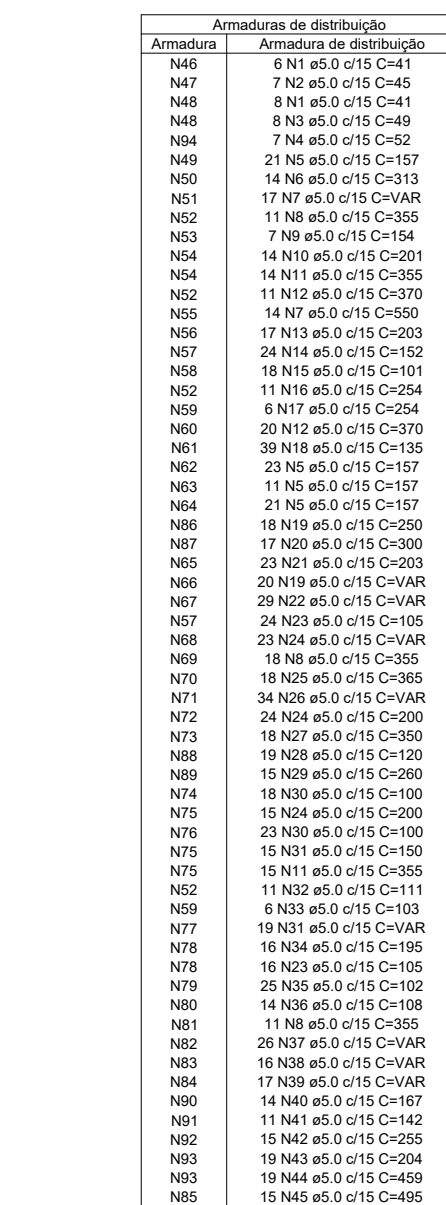 Armaduras de distribuição
Armadura Armadura de distribuição
N46 6 N1 ø5.0 c/15 C=41
N47 7 N2 ø5.0 c/15 C=45
N48 8 N1 ø5.0 c/15 C=41
N48 8 N3 ø5.0 c/15 C=49
N94 7 N4 ø5.0 c/15 C=52
N49 21 N5 ø5.0 c/15 C=157
N50 14 N6 ø5.0 c/15 C=313
N51 17 N7 ø5.0 c/15 C=VAR
N52 11 N8 ø5.0 c/15 C=355
N53 7 N9 ø5.0 c/15 C=154
N54 14 N10 ø5.0 c/15 C=201
N54 14 N11 ø5.0 c/15 C=355
N52 11 N12 ø5.0 c/15 C=370
N55 14 N7 ø5.0 c/15 C=550
N56 17 N13 ø5.0 c/15 C=203
N57 24 N14 ø5.0 c/15 C=152
N58 18 N15 ø5.0 c/15 C=101
N52 11 N16 ø5.0 c/15 C=254
N59 6 N17 ø5.0 c/15 C=254
N60 20 N12 ø5.0 c/15 C=370
N61 39 N18 ø5.0 c/15 C=135
N62 23 N5 ø5.0 c/15 C=157
N63 11 N5 ø5.0 c/15 C=157
N64 21 N5 ø5.0 c/15 C=157
N86 18 N19 ø5.0 c/15 C=250
N87 17 N20 ø5.0 c/15 C=300
N65 23 N21 ø5.0 c/15 C=203
N66 20 N19 ø5.0 c/15 C=VAR
N67 29 N22 ø5.0 c/15 C=VAR
N57 24 N23 ø5.0 c/15 C=105
N68 23 N24 ø5.0 c/15 C=VAR
N69 18 N8 ø5.0 c/15 C=355
N70 18 N25 ø5.0 c/15 C=365
N71 34 N26 ø5.0 c/15 C=VAR
N72 24 N24 ø5.0 c/15 C=200
N73 18 N27 ø5.0 c/15 C=350
N88 19 N28 ø5.0 c/15 C=120
N89 15 N29 ø5.0 c/15 C=260
N74 18 N30 ø5.0 c/15 C=100
N75 15 N24 ø5.0 c/15 C=200
N76 23 N30 ø5.0 c/15 C=100
N75 15 N31 ø5.0 c/15 C=150
N75 15 N11 ø5.0 c/15 C=355
N52 11 N32 ø5.0 c/15 C=111
N59 6 N33 ø5.0 c/15 C=103
N77 19 N31 ø5.0 c/15 C=VAR
N78 16 N34 ø5.0 c/15 C=195
N78 16 N23 ø5.0 c/15 C=105
N79 25 N35 ø5.0 c/15 C=102
N80 14 N36 ø5.0 c/15 C=108
N81 11 N8 ø5.0 c/15 C=355
N82 26 N37 ø5.0 c/15 C=VAR
N83 16 N38 ø5.0 c/15 C=VAR
N84 17 N39 ø5.0 c/15 C=VAR
N90 14 N40 ø5.0 c/15 C=167
N91 11 N41 ø5.0 c/15 C=142
N92 15 N42 ø5.0 c/15 C=255
N93 19 N43 ø5.0 c/15 C=204
N93 19 N44 ø5.0 c/15 C=459
N85 15 N45 ø5.0 c/15 C=495